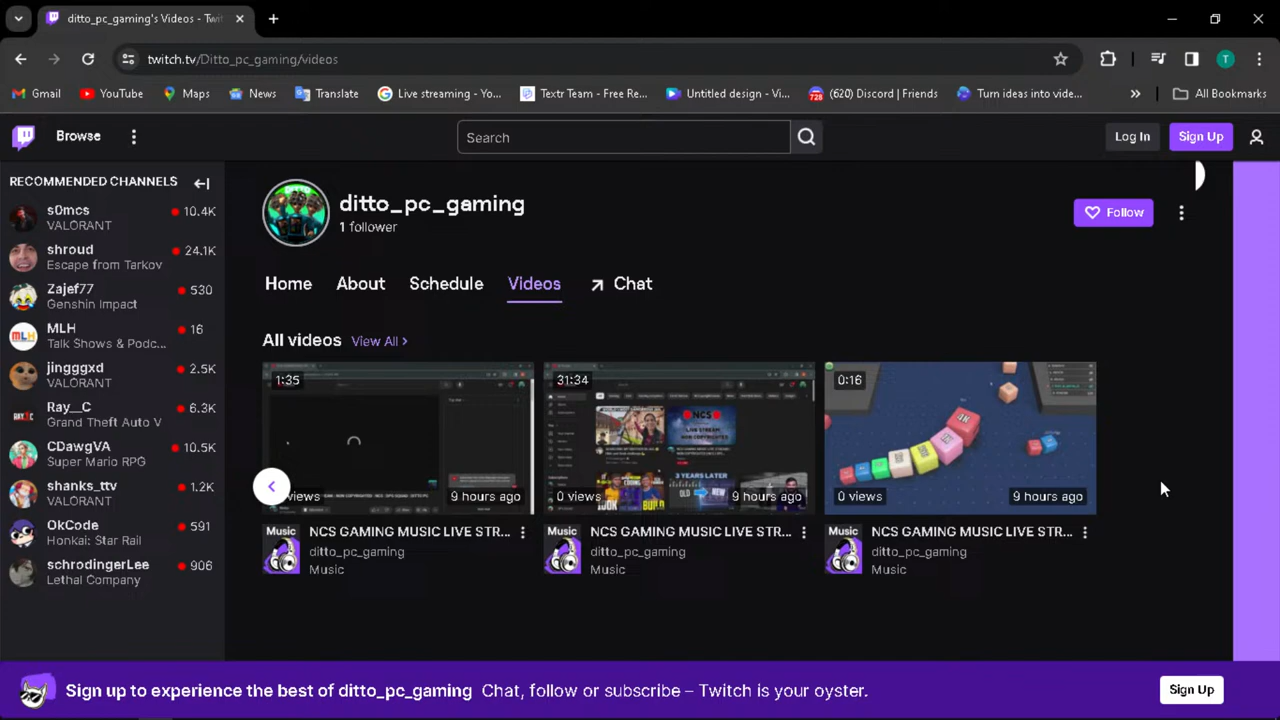 ditto_pc_gaming's Videos - Twit
twitch.tv/Ditto_pc_gaming/videos
T
Gmail
YouTube
Maps
News
Translate
Live streaming - Yo...
Textr Team - Free Re...
Untitled design - Vi...
(620) Discord | Friends
Turn ideas into vide...
All Bookmarks
Browse
Search
Log In
Sign Up
RECOMMENDED CHANNELS
s0mcs 10.4K
VALORANT
shroud 24.1K
Escape from Tarkov
Zajef77 530
Genshin Impact
MLH 16
Talk Shows & Podc...
jingggxd 2.5K
VALORANT
Ray__C 6.3K
Grand Theft Auto V
CDawgVA 10.5K
Super Mario RPG
shanks_ttv 1.2K
VALORANT
OkCode 591
Honkai: Star Rail
schrodingerLee 906
Lethal Company
ditto_pc_gaming
1 follower
Follow
Home About Schedule Videos Chat
All videos View All
1:35
views
9 hours ago
Music
NCS GAMING MUSIC LIVE STR...
ditto_pc_gaming
Music
31:34
NCS
LIVE STREAM
3 YEARS LATER
OLD NEW
0 views
9 hours ago
Music
NCS GAMING MUSIC LIVE STR...
ditto_pc_gaming
Music
0:16
0 views
9 hours ago
Music
NCS GAMING MUSIC LIVE STR...
ditto_pc_gaming
Music
Sign up to experience the best of ditto_pc_gaming Chat, follow or subscribe – Twitch is your oyster.
Sign Up